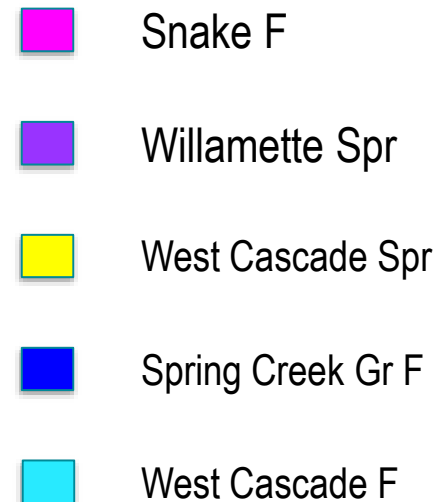 Snake F
Willamette Spr
West Cascade Spr
Spring Creek Gr F
West Cascade F